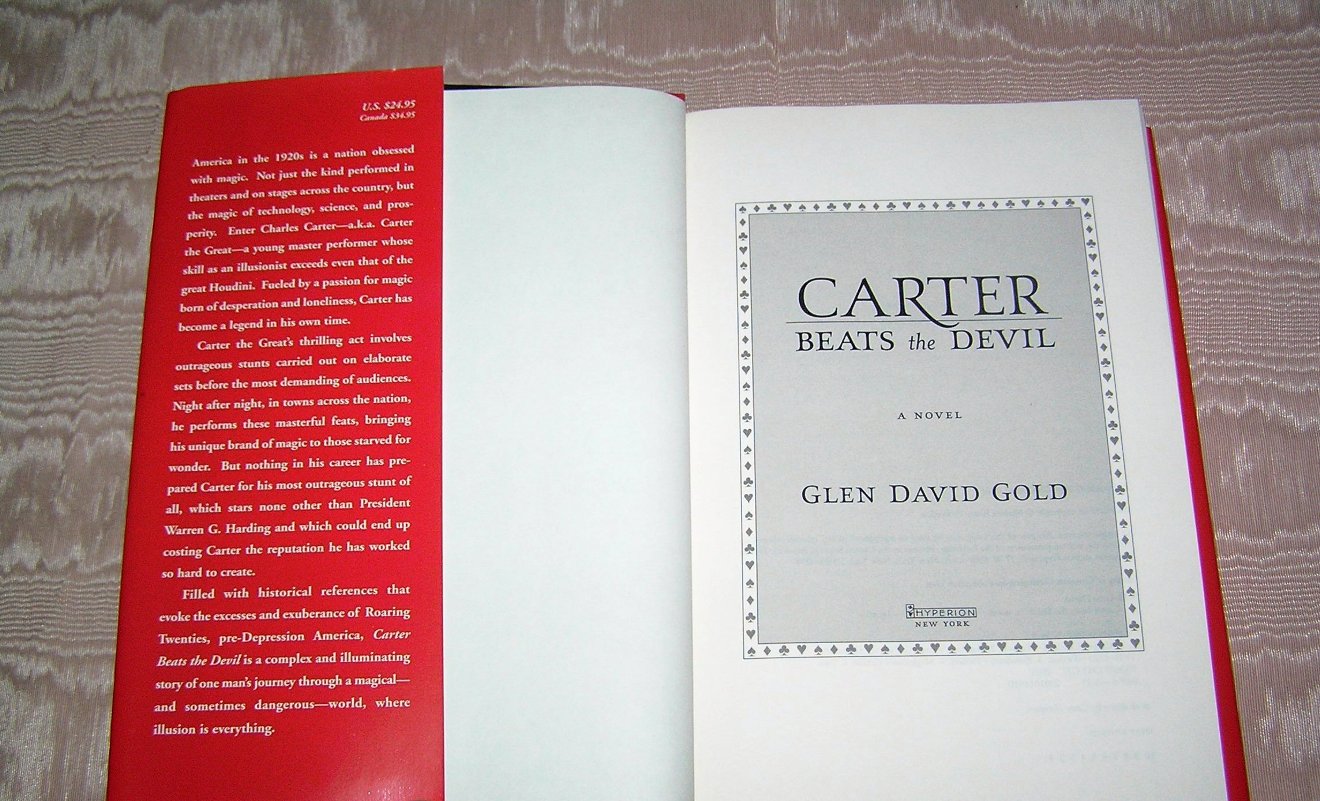 U.S. $24.95
Canada $34.95
America in the 1920s is a nation obsessed
with magic. Not just the kind performed in
theaters and on stages across the country, but
the magic of technology, science, and pros-
perity. Enter Charles Carter—a.k.a. Carter
the Great—a young master performer whose
skill as an illusionist exceeds even that of the
great Houdini. Fueled by a passion for magic
born of desperation and loneliness, Carter has
become a legend in his own time.
Carter the Great's thrilling act involves
outrageous stunts carried out on elaborate
sets before the most demanding of audiences.
Night after night, in towns across the nation,
he performs these masterful feats, bringing
his unique brand of magic to those starved for
wonder. But nothing in his career has pre-
pared Carter for his most outrageous stunt of
all, which stars none other than President
Warren G. Harding and which could end up
costing Carter the reputation he has worked
so hard to create.
Filled with historical references that
evoke the excesses and exuberance of Roaring
Twenties, pre-Depression America, Carter
Beats the Devil is a complex and illuminating
story of one man's journey through a magical—
and sometimes dangerous—world, where
illusion is everything.
CARTER
BEATS the DEVIL
A NOVEL
GLEN DAVID GOLD
HYPERION
NEW YORK